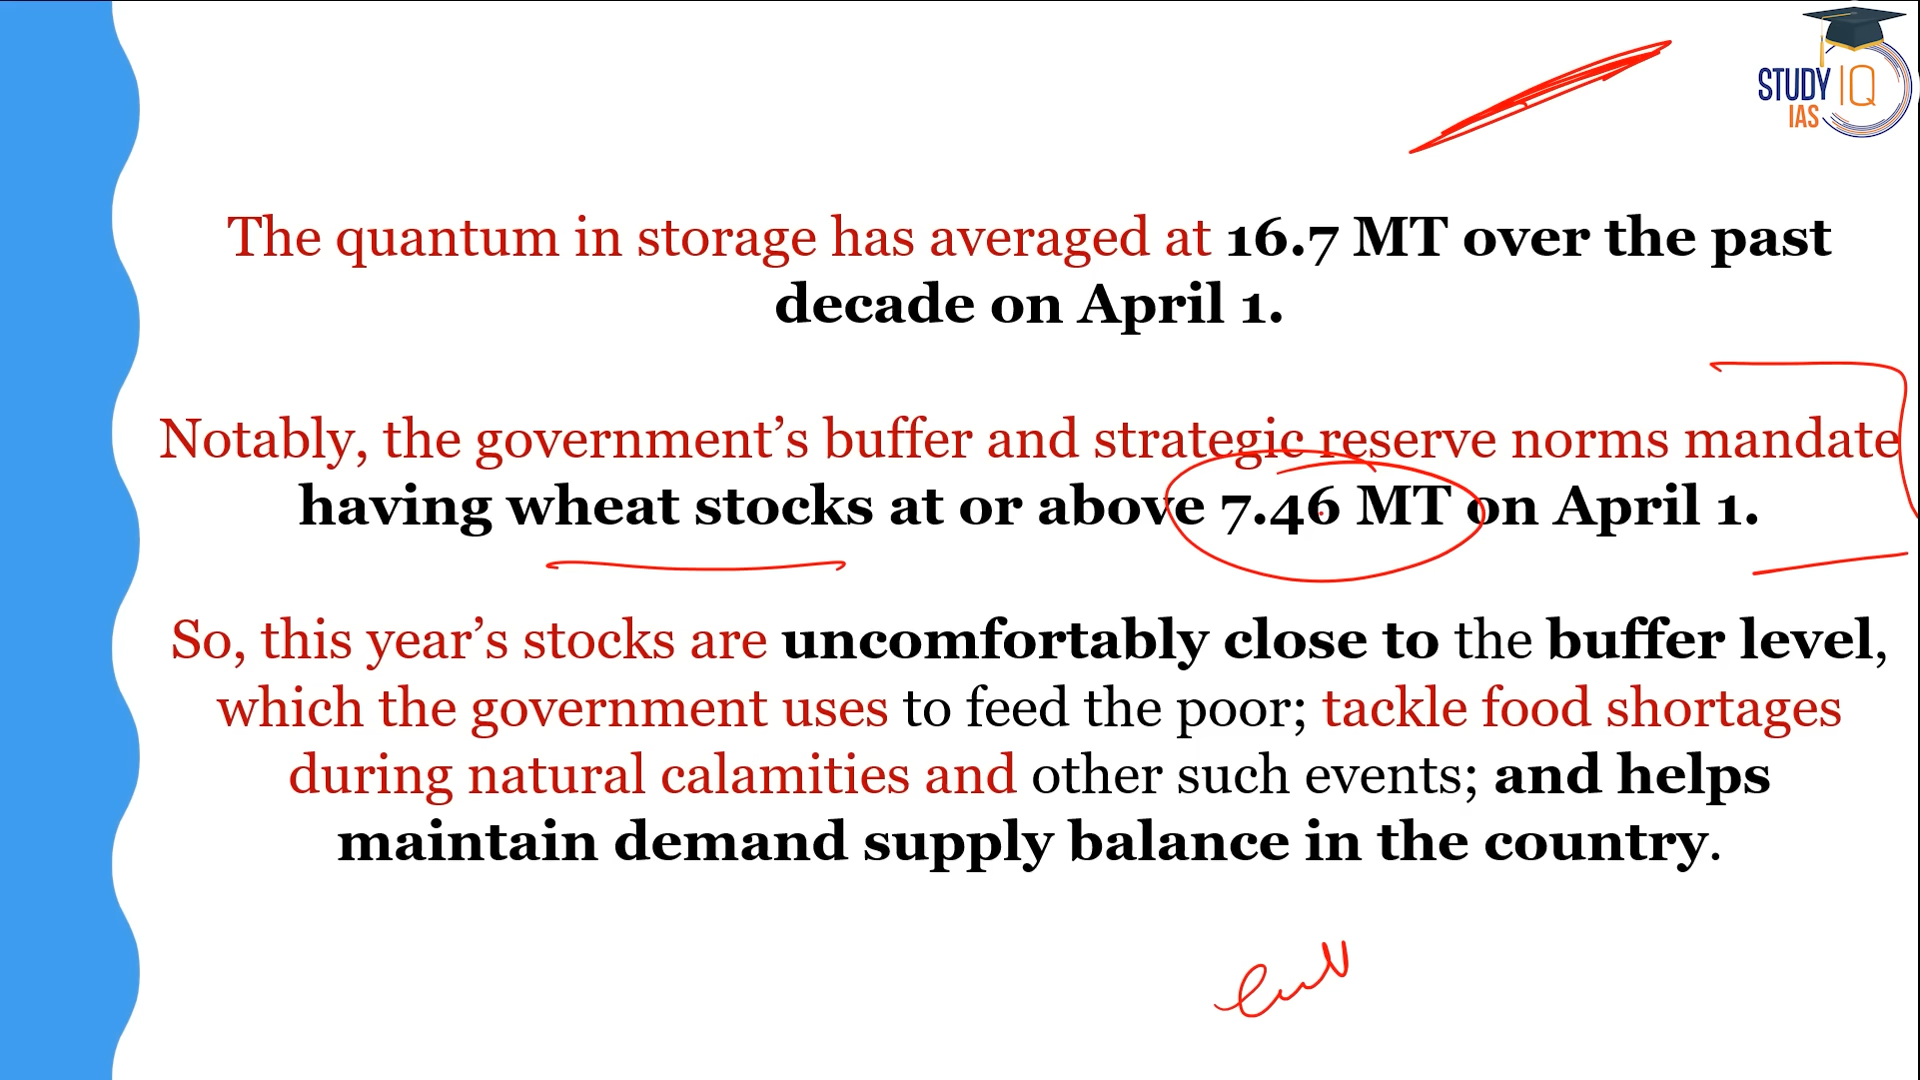 STUDY IQ
IAS
The quantum in storage has averaged at 16.7 MT over the past
decade on April 1.
Notably, the government’s buffer and strategic reserve norms mandate
having wheat stocks at or above 7.46 MT on April 1.
So, this year’s stocks are uncomfortably close to the buffer level,
which the government uses to feed the poor; tackle food shortages
during natural calamities and other such events; and helps
maintain demand supply balance in the country.